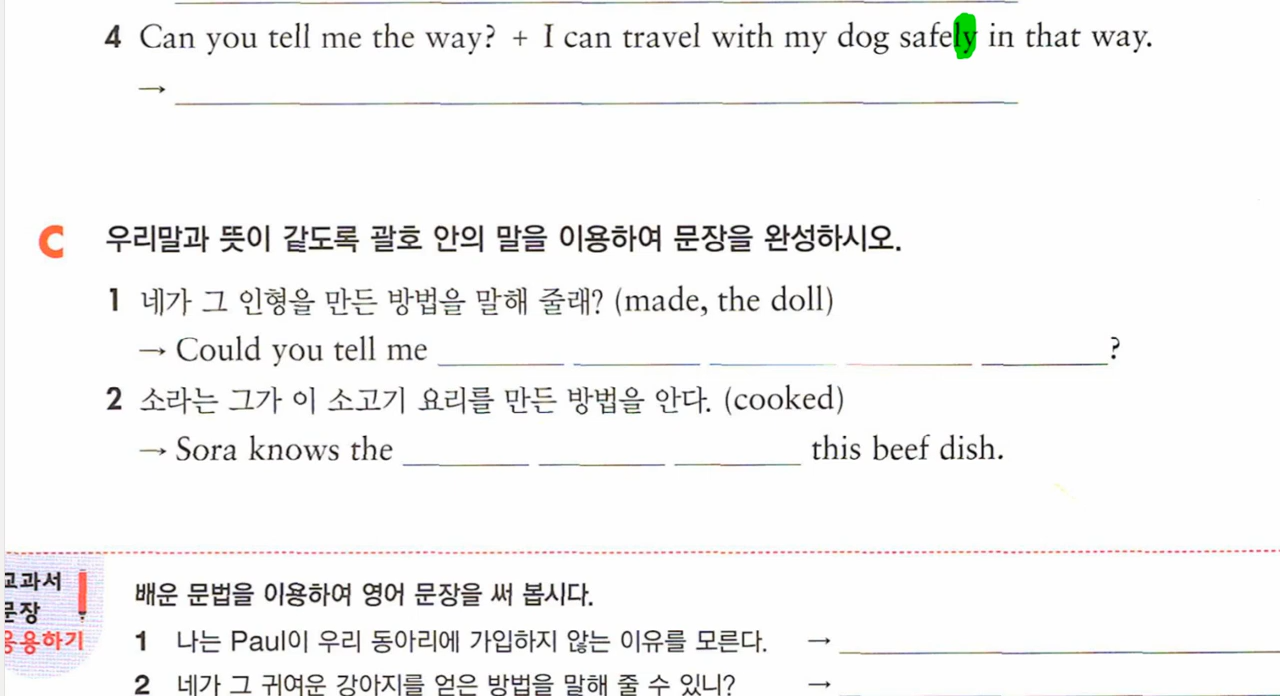 4 Can you tell me the way? + I can travel with my dog safely in that way.
→
C 우리말과 뜻이 같도록 괄호 안의 말을 이용하여 문장을 완성하시오.
1 네가 그 인형을 만든 방법을 말해 줄래? (made, the doll)
→ Could you tell me ?
2 소라는 그가 이 소고기 요리를 만든 방법을 안다. (cooked)
→ Sora knows the this beef dish.
교과서
문장
응용하기
배운 문법을 이용하여 영어 문장을 써 봅시다.
1 나는 Paul이 우리 동아리에 가입하지 않는 이유를 모른다. →
2 네가 그 귀여운 강아지를 얻은 방법을 말해 줄 수 있니? →